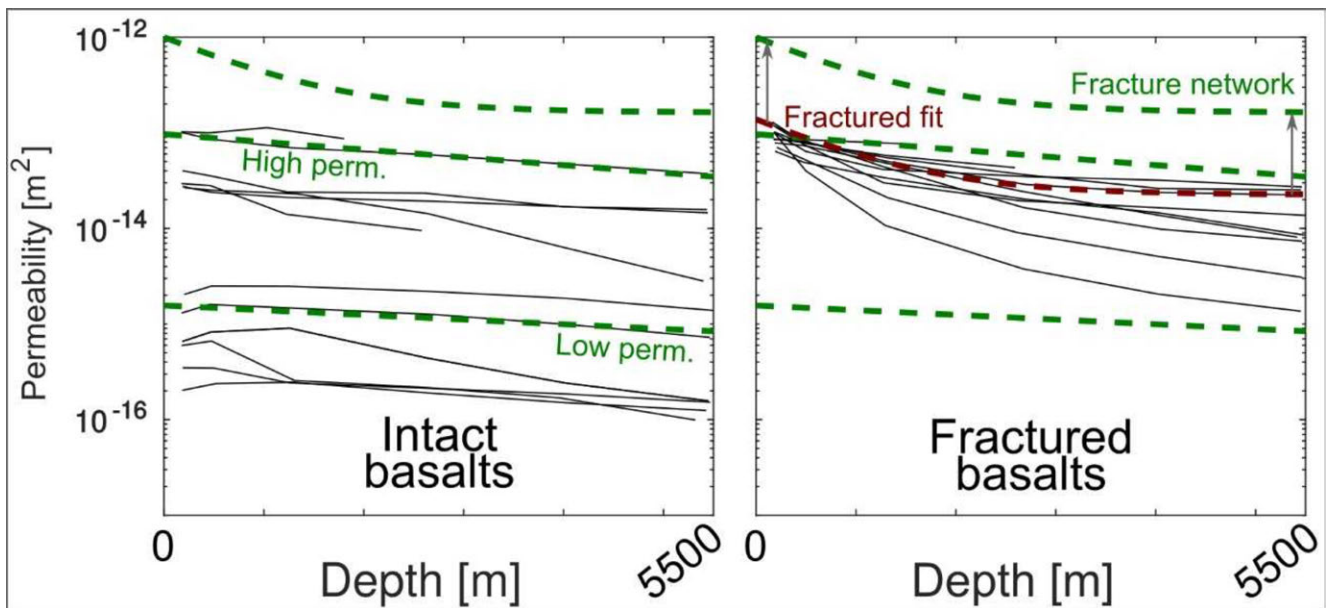 Permeability [m²]
10⁻¹²
10⁻¹⁴
10⁻¹⁶
High perm.
Low perm.
Intact
basalts
0
5500
Depth [m]
Fracture network
Fractured fit
Fractured
basalts
0
5500
Depth [m]